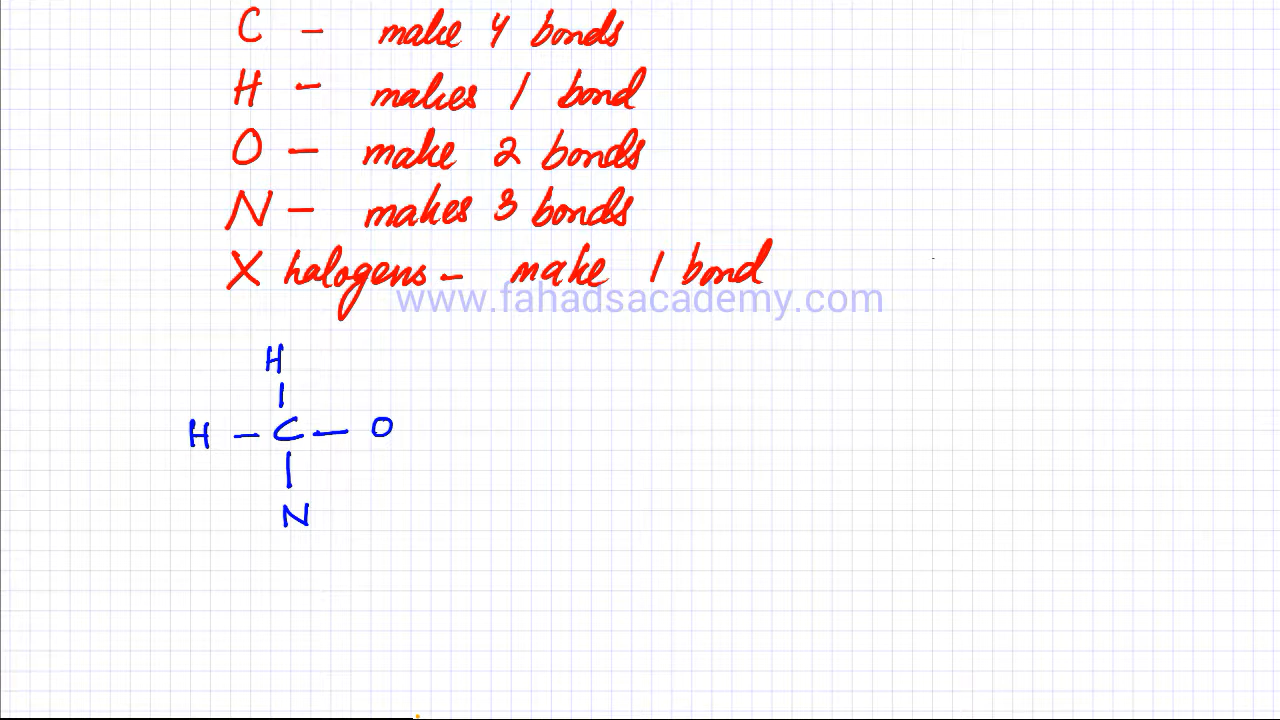 C - make 4 bonds
H - makes 1 bond
O - make 2 bonds
N - makes 3 bonds
X halogens - make 1 bond
www.fahadsacademy.com
H
H - C - O
N